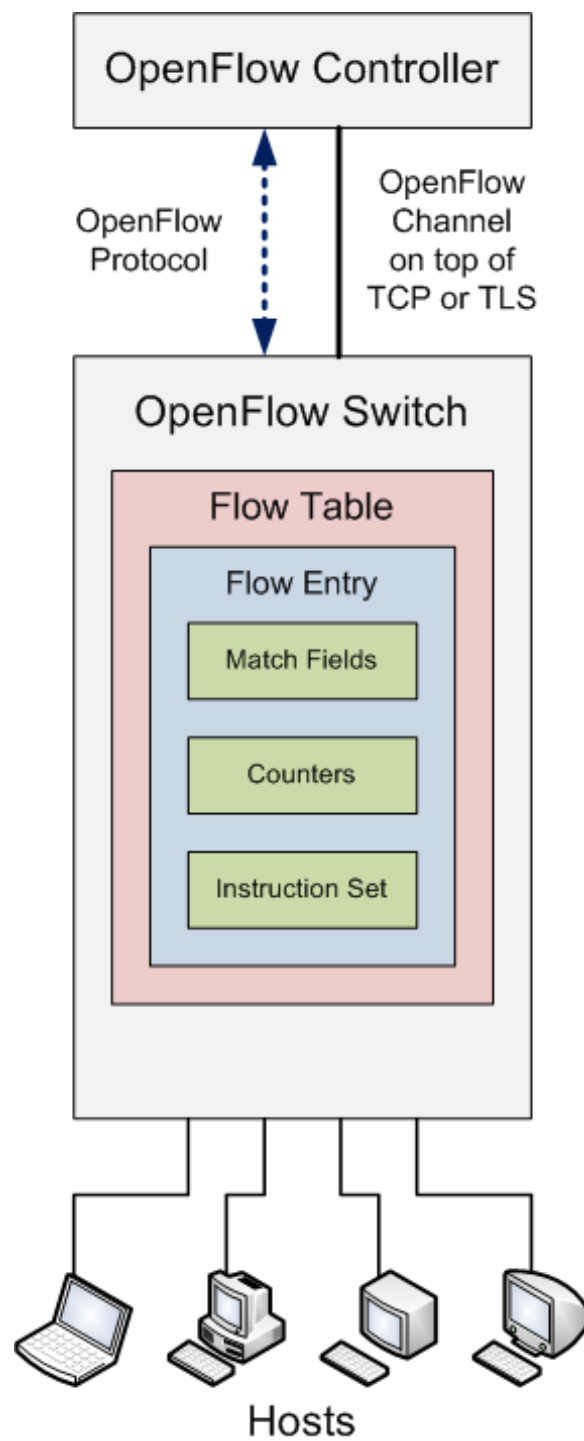 OpenFlow Controller
OpenFlow
Protocol
OpenFlow
Channel
on top of
TCP or TLS
OpenFlow Switch
Flow Table
Flow Entry
Match Fields
Counters
Instruction Set
Hosts